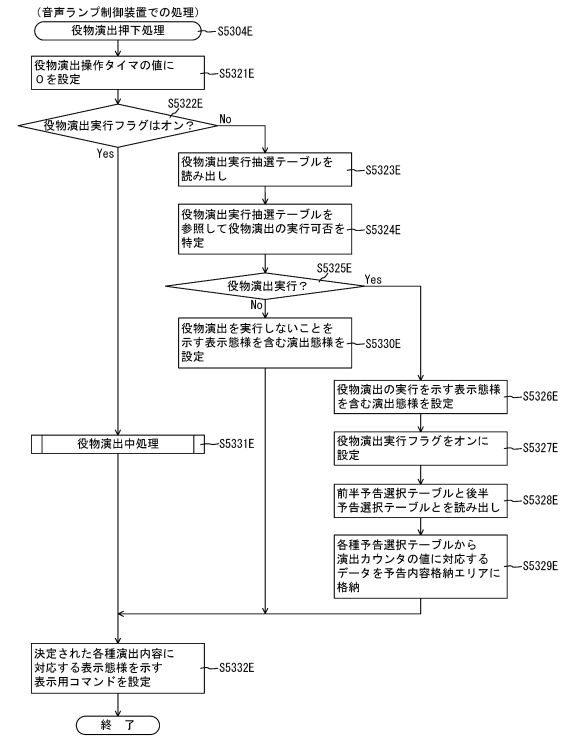 （音声ランプ制御装置での処理）
役物演出押下処理
S5304E
役物演出操作タイマの値に
０を設定
S5321E
S5322E
役物演出実行フラグはオン？
No
Yes
役物演出実行抽選テーブルを
読み出し
S5323E
役物演出実行抽選テーブルを
参照して役物演出の実行可否を
特定
S5324E
S5325E
役物演出実行？
Yes
No
役物演出を実行しないことを
示す表示態様を含む演出態様を
設定
S5330E
役物演出の実行を示す表示態様
を含む演出態様を設定
S5326E
役物演出実行フラグをオンに
設定
S5327E
役物演出中処理
S5331E
前半予告選択テーブルと後半
予告選択テーブルとを読み出し
S5328E
各種予告選択テーブルから
演出カウンタの値に対応する
データを予告内容格納エリアに
格納
S5329E
決定された各種演出内容に
対応する表示態様を示す
表示用コマンドを設定
S5332E
終　了